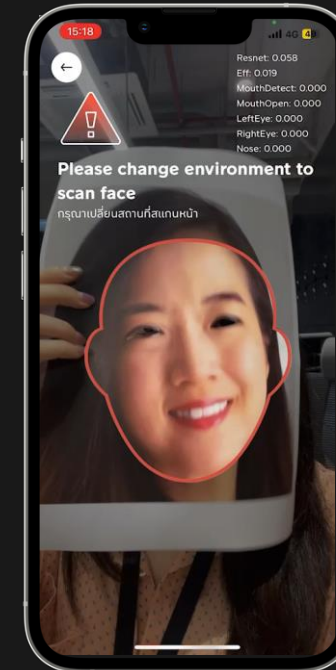 15:18
4G 4
Resnet: 0.058
Eff: 0.019
MouthDetect: 0.000
MouthOpen: 0.000
LeftEye: 0.000
RightEye: 0.000
Nose: 0.000
Please change environment to
scan face
กรุณาเปลี่ยนสถานที่สแกนหน้า